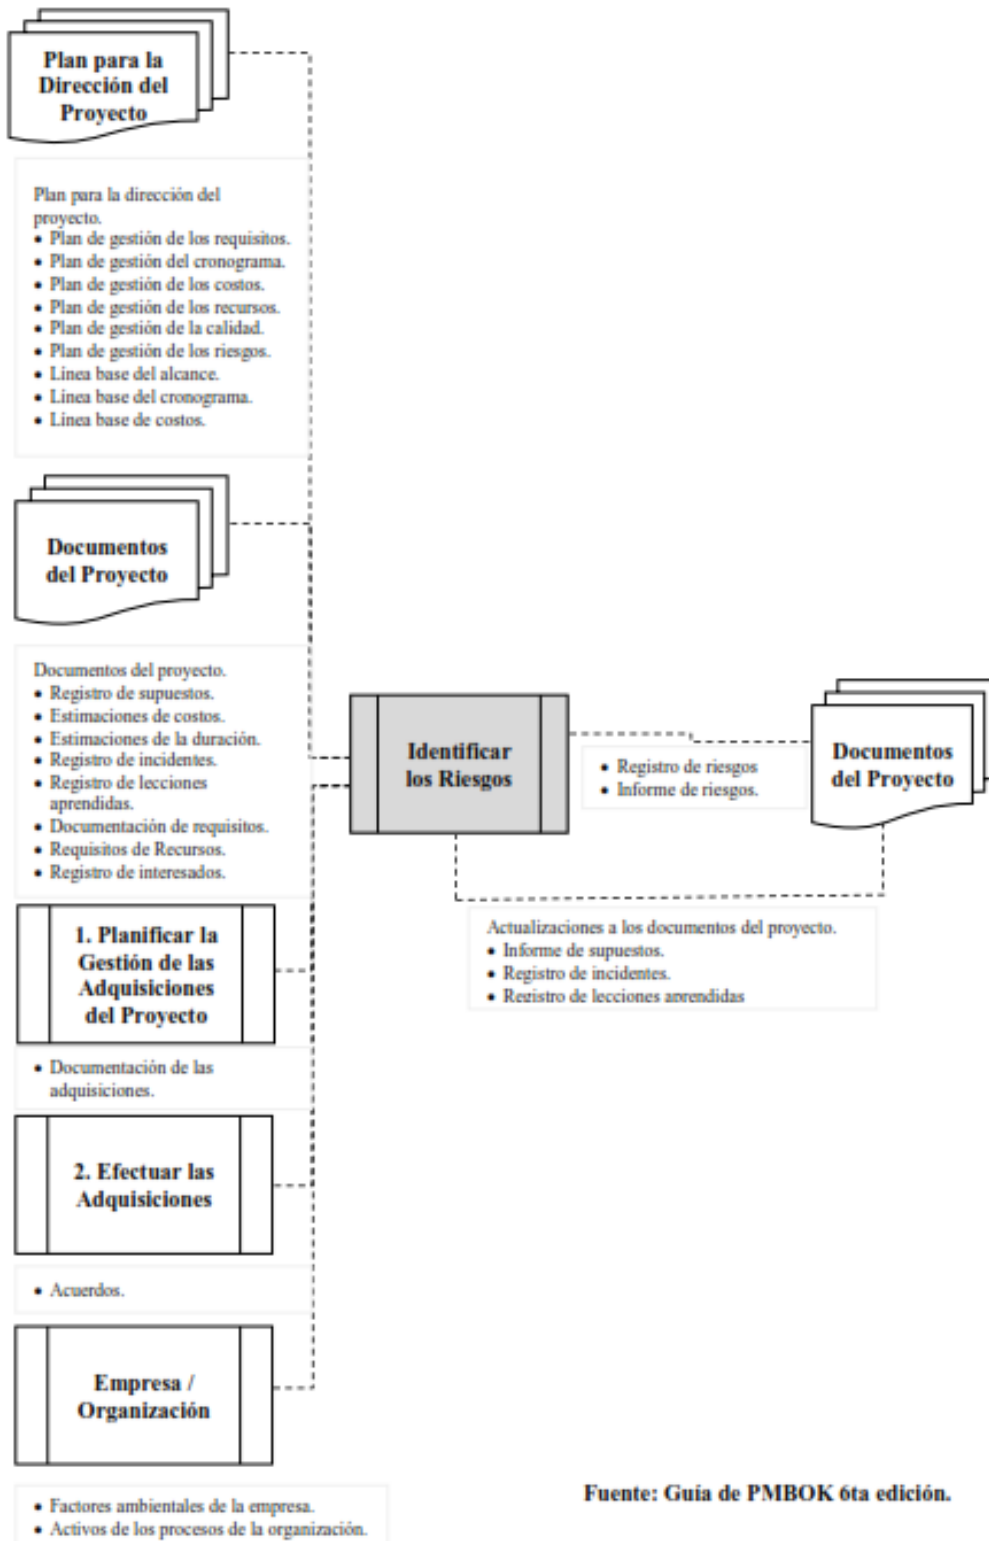 Plan para la
Dirección del
Proyecto
Plan para la dirección del
proyecto.
• Plan de gestión de los requisitos.
• Plan de gestión del cronograma.
• Plan de gestión de los costos.
• Plan de gestión de los recursos.
• Plan de gestión de la calidad.
• Plan de gestión de los riesgos.
• Línea base del alcance.
• Línea base del cronograma.
• Línea base de costos.
Documentos
del Proyecto
Documentos del proyecto.
• Registro de supuestos.
• Estimaciones de costos.
• Estimaciones de la duración.
• Registro de incidentes.
• Registro de lecciones
aprendidas.
• Documentación de requisitos.
• Requisitos de Recursos.
• Registro de interesados.
1. Planificar la
Gestión de las
Adquisiciones
del Proyecto
• Documentación de las
adquisiciones.
2. Efectuar las
Adquisiciones
• Acuerdos.
Empresa /
Organización
• Factores ambientales de la empresa.
• Activos de los procesos de la organización.
Identificar
los Riesgos
• Registro de riesgos
• Informe de riesgos.
Documentos
del Proyecto
Actualizaciones a los documentos del proyecto.
• Informe de supuestos.
• Registro de incidentes.
• Registro de lecciones aprendidas
Fuente: Guía de PMBOK 6ta edición.